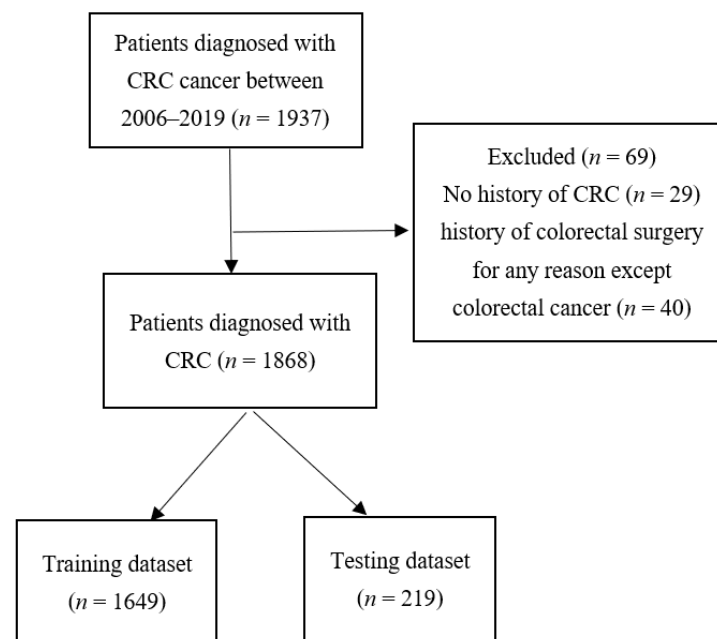 Patients diagnosed with
CRC cancer between
2006–2019 (n = 1937)
Excluded (n = 69)
No history of CRC (n = 29)
history of colorectal surgery
for any reason except
colorectal cancer (n = 40)
Patients diagnosed with
CRC (n = 1868)
Training dataset
(n = 1649)
Testing dataset
(n = 219)